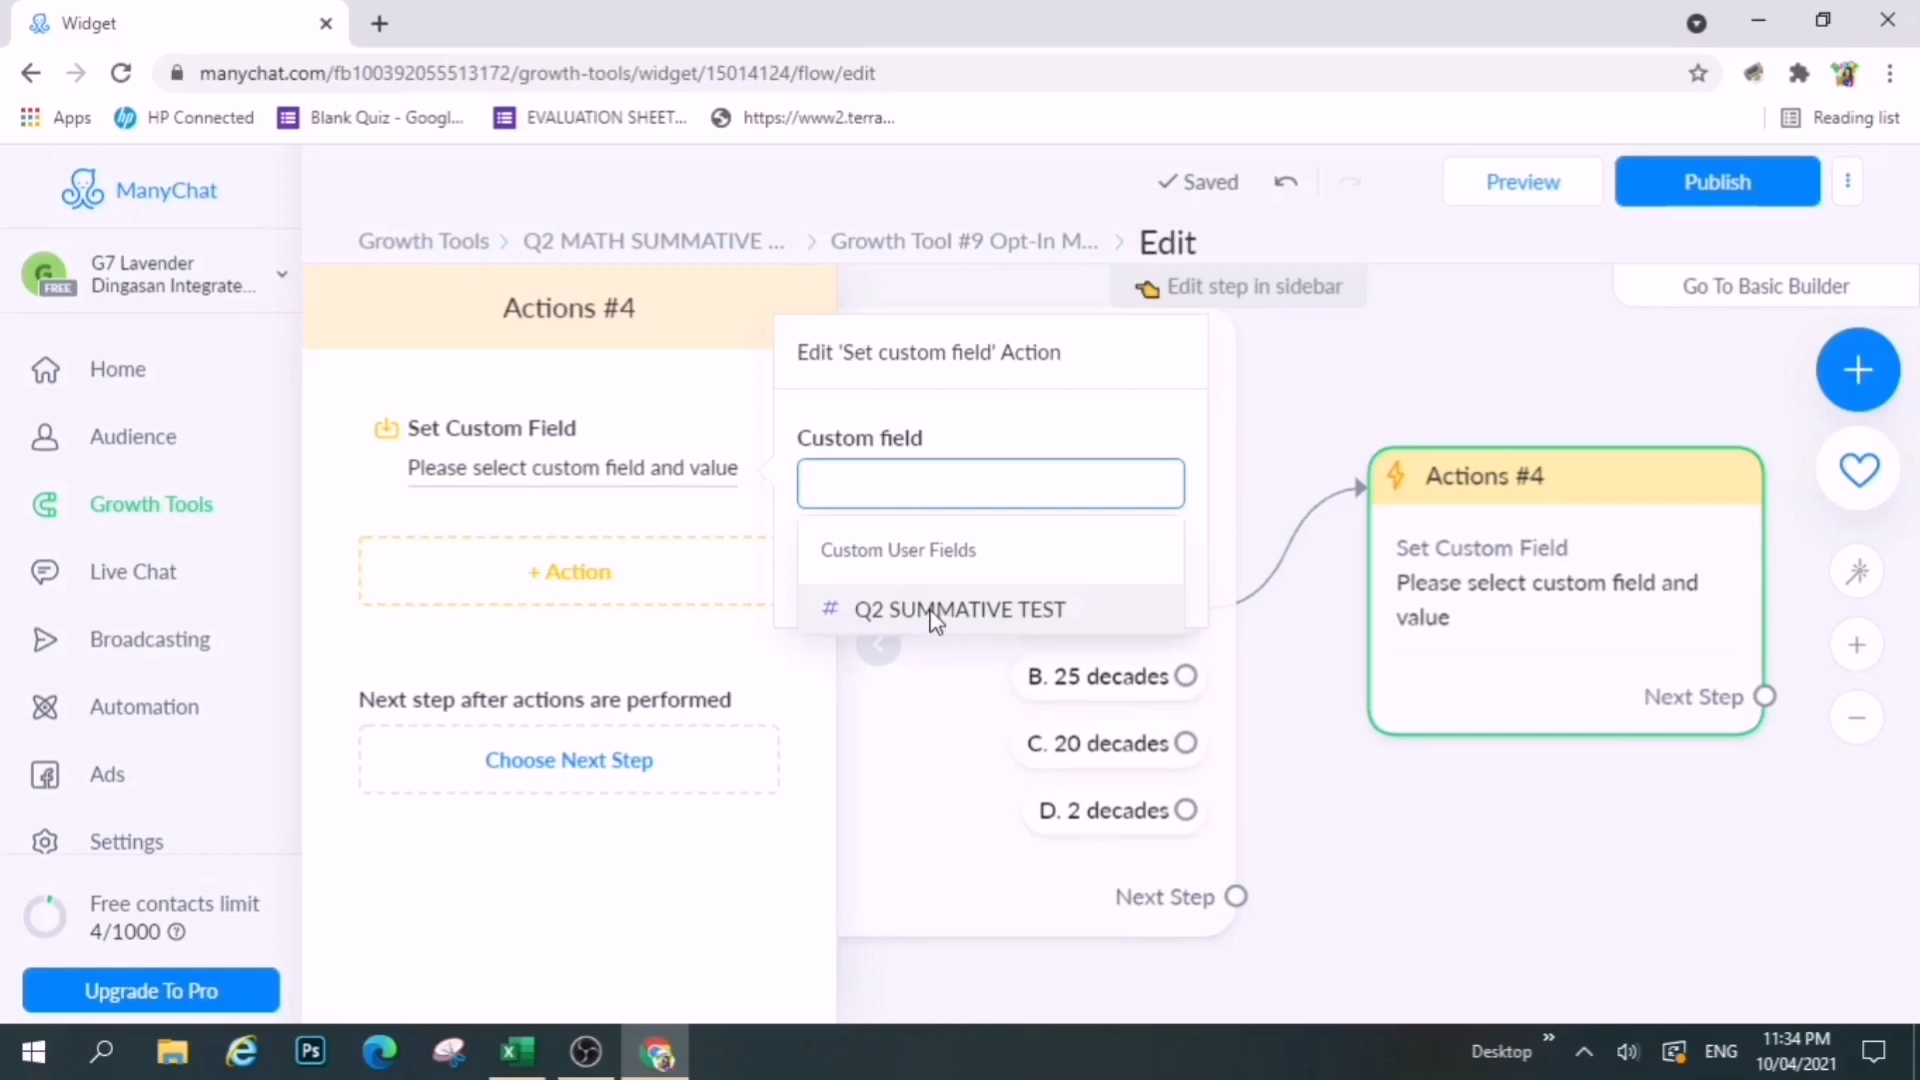 Widget
manychat.com/fb100392055513172/growth-tools/widget/15014124/flow/edit
Apps
HP Connected
Blank Quiz - Googl...
EVALUATION SHEET...
https://www2.terra...
Reading list
ManyChat
Saved
Preview
Publish
Growth Tools
Q2 MATH SUMMATIVE ...
Growth Tool #9 Opt-In M...
Edit
G
FREE
G7 Lavender
Dingasan Integrate...
Edit step in sidebar
Go To Basic Builder
Home
Audience
Growth Tools
Live Chat
Broadcasting
Automation
Ads
Settings
Free contacts limit
4/1000
Upgrade To Pro
Actions #4
Set Custom Field
Please select custom field and value
+ Action
Next step after actions are performed
Choose Next Step
Edit 'Set custom field' Action
Custom field
Custom User Fields
# Q2 SUMMATIVE TEST
B. 25 decades
C. 20 decades
D. 2 decades
Next Step
Actions #4
Set Custom Field
Please select custom field and
value
Next Step
Ps
Desktop
ENG
11:34 PM
10/04/2021